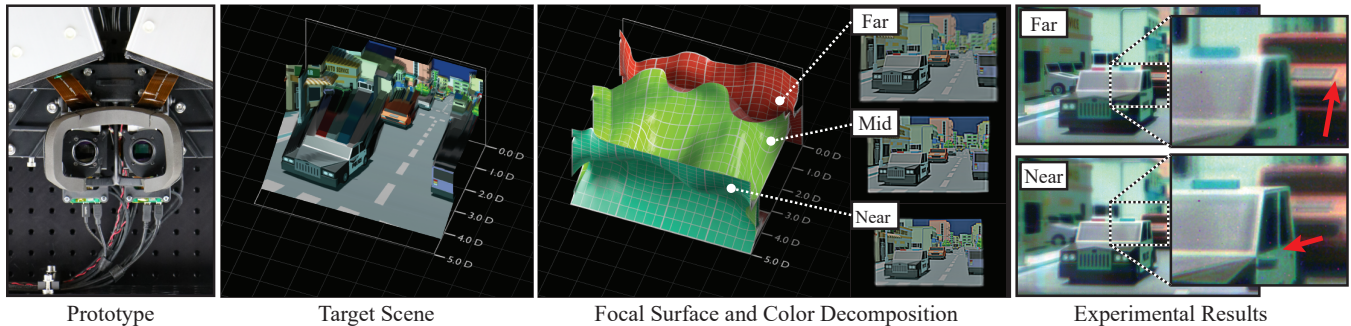 Far
Mid
Near
0.0 D
1.0 D
2.0 D
3.0 D
4.0 D
5.0 D
0.0 D
1.0 D
2.0 D
3.0 D
4.0 D
5.0 D
Far
Near
Prototype
Target Scene
Focal Surface and Color Decomposition
Experimental Results